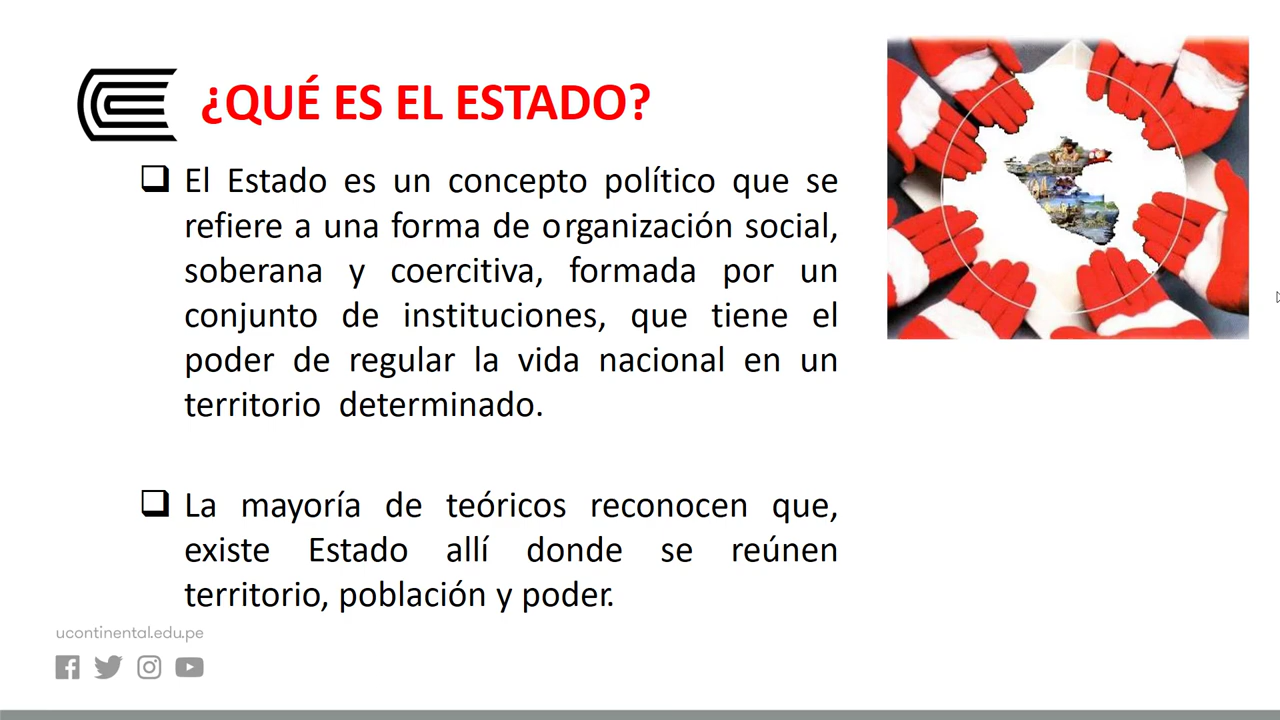 ¿QUÉ ES EL ESTADO?
El Estado es un concepto político que se
refiere a una forma de organización social,
soberana y coercitiva, formada por un
conjunto de instituciones, que tiene el
poder de regular la vida nacional en un
territorio determinado.
La mayoría de teóricos reconocen que,
existe Estado allí donde se reúnen
territorio, población y poder.
ucontinental.edu.pe